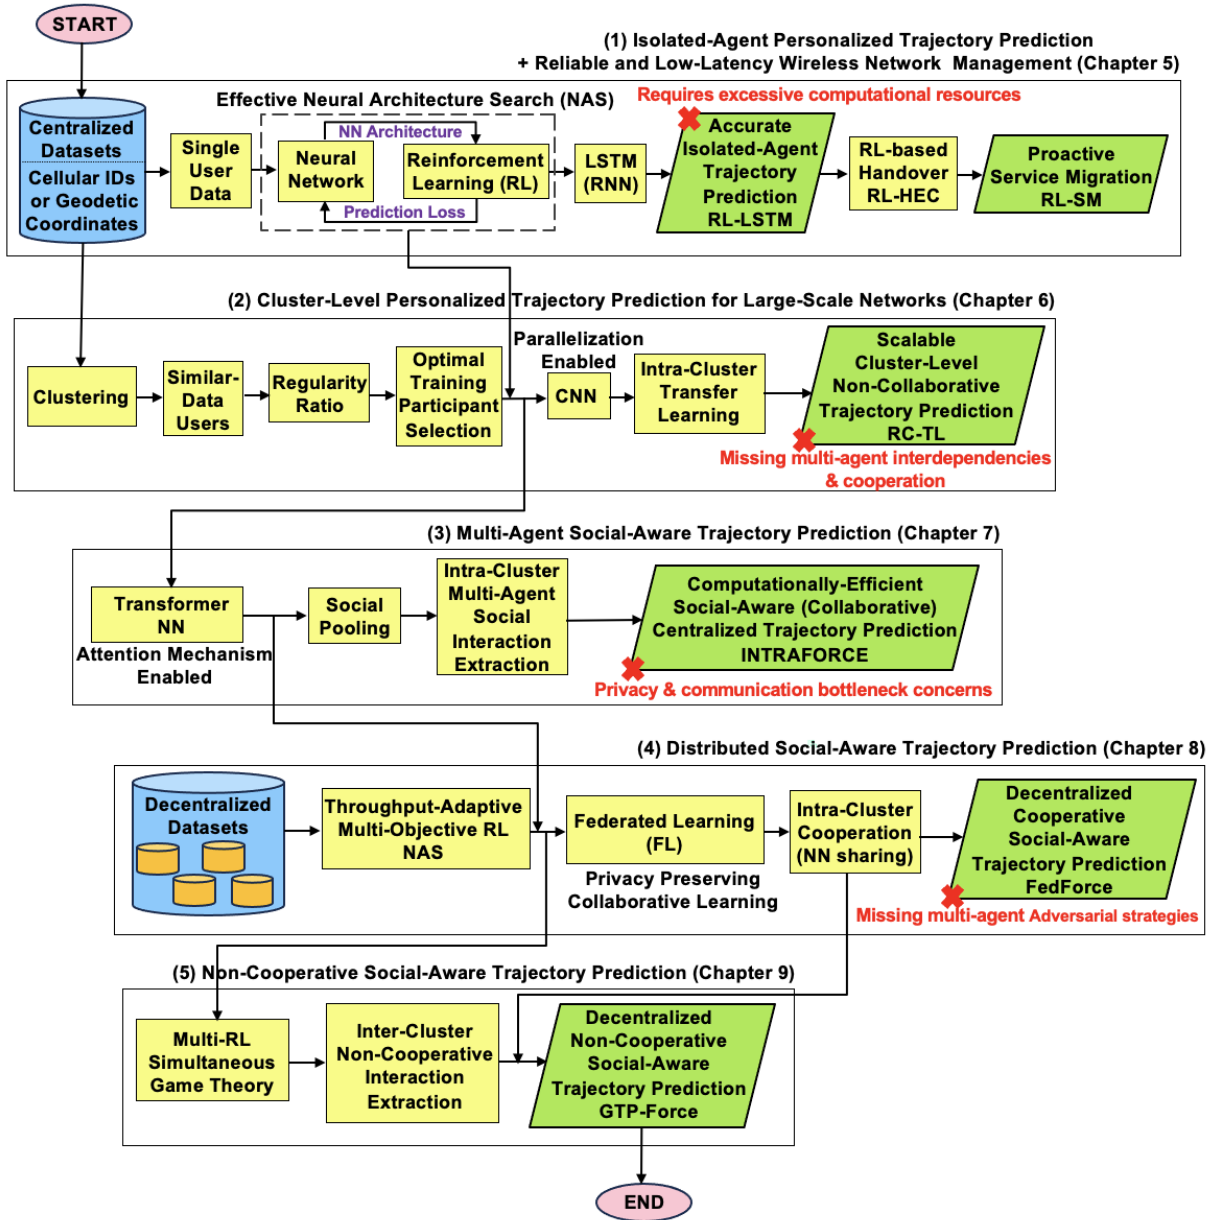 START
(1) Isolated-Agent Personalized Trajectory Prediction
+ Reliable and Low-Latency Wireless Network Management (Chapter 5)
Effective Neural Architecture Search (NAS)
Requires excessive computational resources
Centralized
Datasets
Cellular IDs
or Geodetic
Coordinates
Single
User
Data
NN Architecture
Neural
Network
Reinforcement
Learning (RL)
Prediction Loss
LSTM
(RNN)
Accurate
Isolated-Agent
Trajectory
Prediction
RL-LSTM
RL-based
Handover
RL-HEC
Proactive
Service Migration
RL-SM
(2) Cluster-Level Personalized Trajectory Prediction for Large-Scale Networks (Chapter 6)
Clustering
Similar-
Data
Users
Regularity
Ratio
Optimal
Training
Participant
Selection
Parallelization
Enabled
CNN
Intra-Cluster
Transfer
Learning
Scalable
Cluster-Level
Non-Collaborative
Trajectory Prediction
RC-TL
Missing multi-agent interdependencies
& cooperation
(3) Multi-Agent Social-Aware Trajectory Prediction (Chapter 7)
Transformer
NN
Attention Mechanism
Enabled
Social
Pooling
Intra-Cluster
Multi-Agent
Social
Interaction
Extraction
Computationally-Efficient
Social-Aware (Collaborative)
Centralized Trajectory Prediction
INTRAFORCE
Privacy & communication bottleneck concerns
(4) Distributed Social-Aware Trajectory Prediction (Chapter 8)
Decentralized
Datasets
Throughput-Adaptive
Multi-Objective RL
NAS
Federated Learning
(FL)
Privacy Preserving
Collaborative Learning
Intra-Cluster
Cooperation
(NN sharing)
Decentralized
Cooperative
Social-Aware
Trajectory Prediction
FedForce
Missing multi-agent Adversarial strategies
(5) Non-Cooperative Social-Aware Trajectory Prediction (Chapter 9)
Multi-RL
Simultaneous
Game Theory
Inter-Cluster
Non-Cooperative
Interaction
Extraction
Decentralized
Non-Cooperative
Social-Aware
Trajectory Prediction
GTP-Force
END